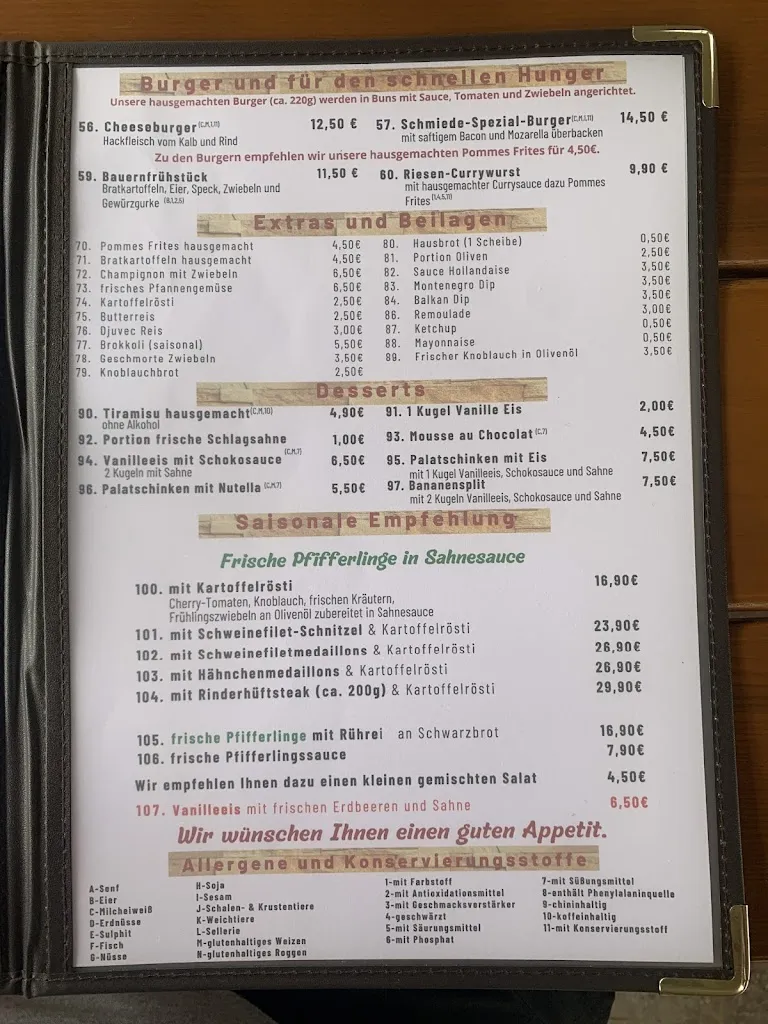 Burger und für den schnellen Hunger
Unsere hausgemachten Burger (ca. 220g) werden in Buns mit Sauce, Tomaten und Zwiebeln angerichtet.
56. Cheeseburger(C,M,1,11) 12,50 €
Hackfleisch vom Kalb und Rind
57. Schmiede-Spezial-Burger(C,M,1,11) 14,50 €
mit saftigem Bacon und Mozarella überbacken
Zu den Burgern empfehlen wir unsere hausgemachten Pommes Frites für 4,50€.
59. Bauernfrühstück 11,50 €
Bratkartoffeln, Eier, Speck, Zwiebeln und
Gewürzgurke (B,1,2,5)
60. Riesen-Currywurst 9,90 €
mit hausgemachter Currysauce dazu Pommes
Frites(1,4,5,11)
Extras und Beilagen
70. Pommes Frites hausgemacht 4,50€
71. Bratkartoffeln hausgemacht 4,50€
72. Champignon mit Zwiebeln 6,50€
73. frisches Pfannengemüse 6,50€
74. Kartoffelrösti 2,50€
75. Butterreis 2,50€
76. Djuvec Reis 3,00€
77. Brokkoli (saisonal) 5,50€
78. Geschmorte Zwiebeln 3,50€
79. Knoblauchbrot 2,50€
80. Hausbrot (1 Scheibe) 0,50€
81. Portion Oliven 2,50€
82. Sauce Hollandaise 3,50€
83. Montenegro Dip 3,50€
84. Balkan Dip 3,50€
86. Remoulade 3,00€
87. Ketchup 0,50€
88. Mayonnaise 0,50€
89. Frischer Knoblauch in Olivenöl 3,50€
Desserts
90. Tiramisu hausgemacht(C,M,10) 4,90€
ohne Alkohol
91. 1 Kugel Vanille Eis 2,00€
92. Portion frische Schlagsahne 1,00€
93. Mousse au Chocolat (C,7) 4,50€
94. Vanilleeis mit Schokosauce (C,M,7) 6,50€
2 Kugeln mit Sahne
95. Palatschinken mit Eis 7,50€
mit 1 Kugel Vanilleeis, Schokosauce und Sahne
96. Palatschinken mit Nutella (C,M,7) 5,50€
97. Bananensplit 7,50€
mit 2 Kugeln Vanilleeis, Schokosauce und Sahne
Saisonale Empfehlung
Frische Pfifferlinge in Sahnesauce
100. mit Kartoffelrösti 16,90€
Cherry-Tomaten, Knoblauch, frischen Kräutern,
Frühlingszwiebeln an Olivenöl zubereitet in Sahnesauce
101. mit Schweinefilet-Schnitzel & Kartoffelrösti 23,90€
102. mit Schweinefiletmedaillons & Kartoffelrösti 26,90€
103. mit Hähnchenmedaillons & Kartoffelrösti 26,90€
104. mit Rinderhüftsteak (ca. 200g) & Kartoffelrösti 29,90€
105. frische Pfifferlinge mit Rührei an Schwarzbrot 16,90€
106. frische Pfifferlingssauce 7,90€
Wir empfehlen Ihnen dazu einen kleinen gemischten Salat 4,50€
107. Vanilleeis mit frischen Erdbeeren und Sahne 6,50€
Wir wünschen Ihnen einen guten Appetit.
Allergene und Konservierungsstoffe
A-Senf
B-Eier
C-Milcheiweiß
D-Erdnüsse
E-Sulphit
F-Fisch
G-Nüsse
H-Soja
I-Sesam
J-Schalen- & Krustentiere
K-Weichtiere
L-Sellerie
M-glutenhaltiges Waizen
N-glutenhaltiges Roggen
1-mit Farbstoff
2-mit Antioxidationsmittel
3-mit Geschmacksverstärker
4-geschwärzt
5-mit Säurungsmittel
6-mit Phosphat
7-mit Süßungsmittel
8-enthält Phenylalaninquelle
9-chininhaltig
10-koffeinhaltig
11-mit Konservierungsstoff